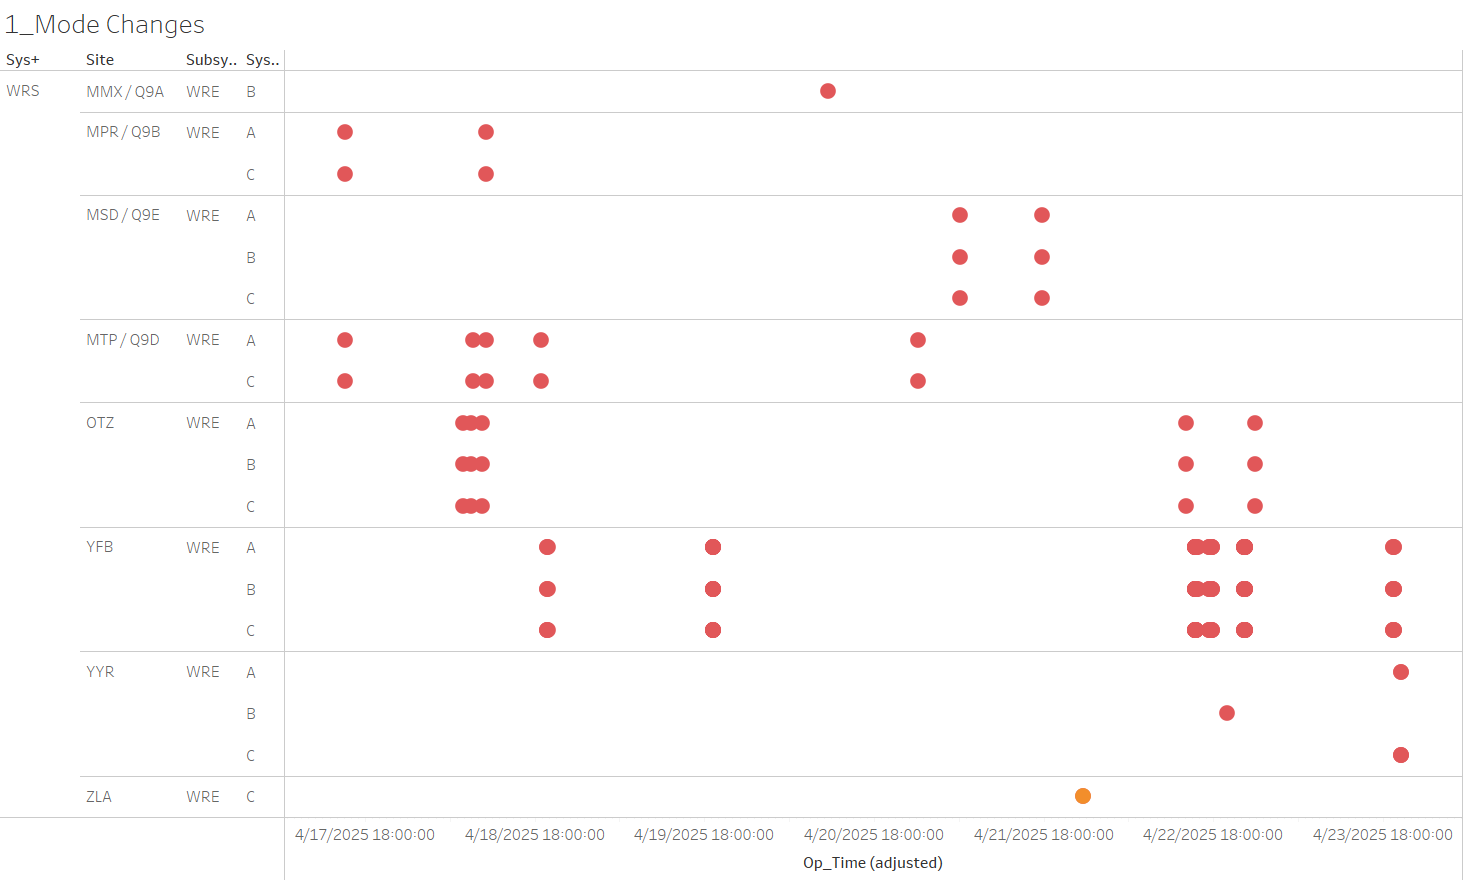 1_Mode Changes
Sys+ Site Subsy.. Sys..
WRS MMX / Q9A WRE B
MPR / Q9B WRE A
C
MSD / Q9E WRE A
B
C
MTP / Q9D WRE A
C
OTZ WRE A
B
C
YFB WRE A
B
C
YYR WRE A
B
C
ZLA WRE C
4/17/2025 18:00:00 4/18/2025 18:00:00 4/19/2025 18:00:00 4/20/2025 18:00:00 4/21/2025 18:00:00 4/22/2025 18:00:00 4/23/2025 18:00:00
Op_Time (adjusted)